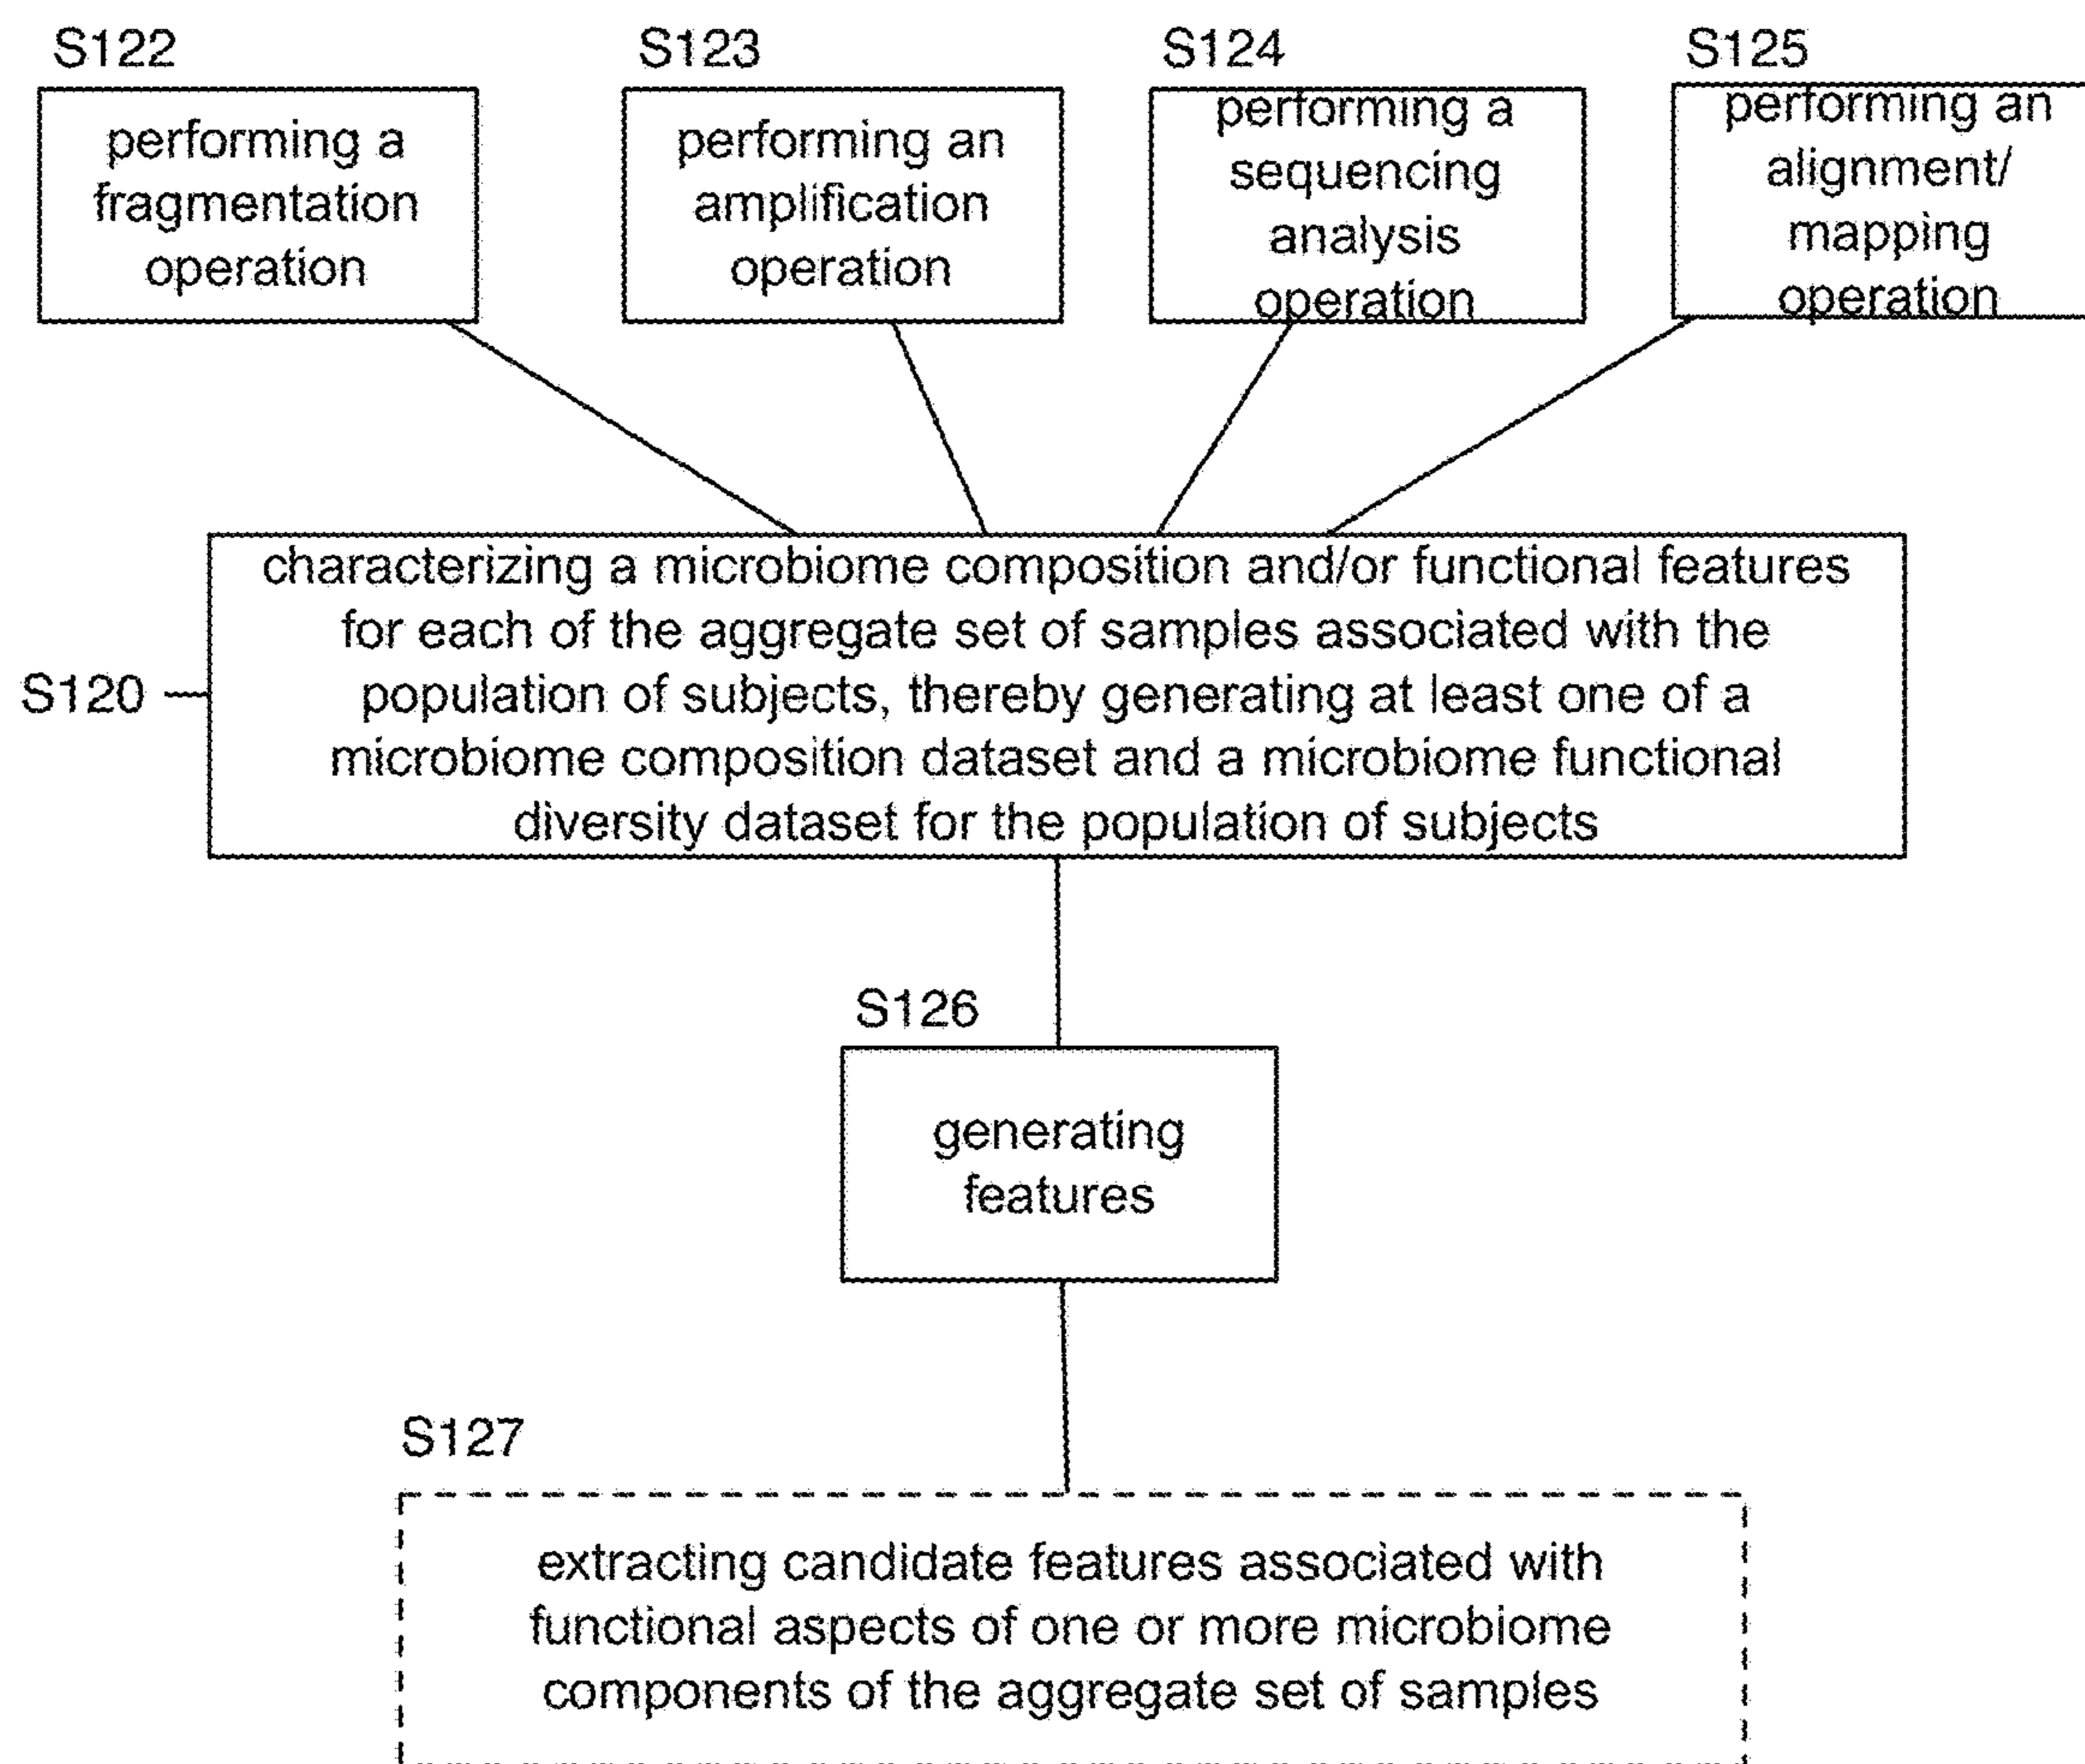 S122
performing a
fragmentation
operation
S123
performing an
amplification
operation
S124
performing a
sequencing
analysis
operation
S125
performing an
alignment/
mapping
operation
S120
characterizing a microbiome composition and/or functional features
for each of the aggregate set of samples associated with the
population of subjects, thereby generating at least one of a
microbiome composition dataset and a microbiome functional
diversity dataset for the population of subjects
S126
generating
features
S127
extracting candidate features associated with
functional aspects of one or more microbiome
components of the aggregate set of samples